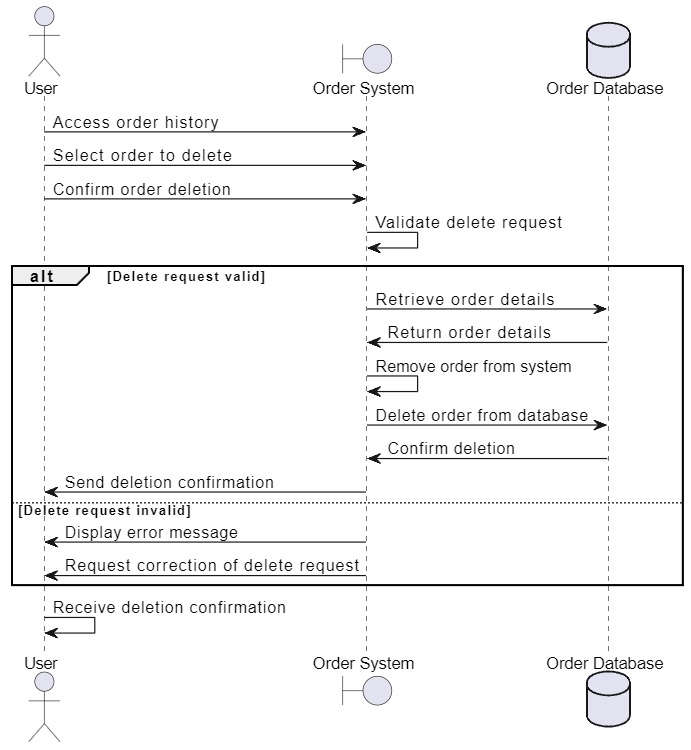 User
Order System
Order Database
Access order history
Select order to delete
Confirm order deletion
Validate delete request
alt [Delete request valid]
Retrieve order details
Return order details
Remove order from system
Delete order from database
Confirm deletion
Send deletion confirmation
[Delete request invalid]
Display error message
Request correction of delete request
Receive deletion confirmation
User
Order System
Order Database